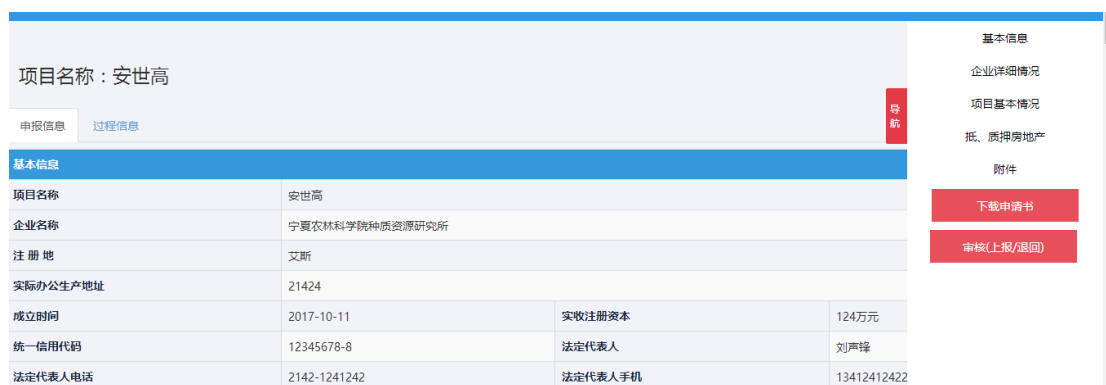 项目名称：安世高
申报信息 过程信息
基本信息
项目名称 安世高
企业名称 宁夏农林科学院种质资源研究所
注 册 地 艾斯
实际办公生产地址 21424
成立时间 2017-10-11 实收注册资本 124万元
统一信用代码 12345678-8 法定代表人 刘声锋
法定代表人电话 2142-1241242 法定代表人手机 13412412422
导航
基本信息
企业详细情况
项目基本情况
抵、质押房地产
附件
下载申请书
审核(上报/退回)